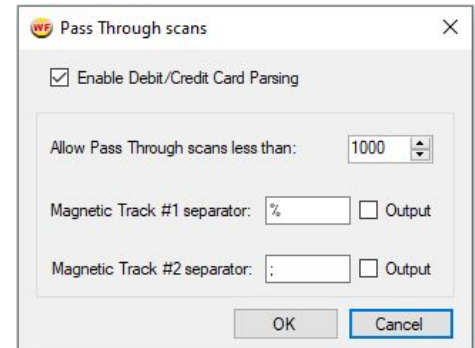 WF Pass Through scans
Enable Debit/Credit Card Parsing
Allow Pass Through scans less than: 1000
Magnetic Track #1 separator: % Output
Magnetic Track #2 separator: ; Output
OK Cancel